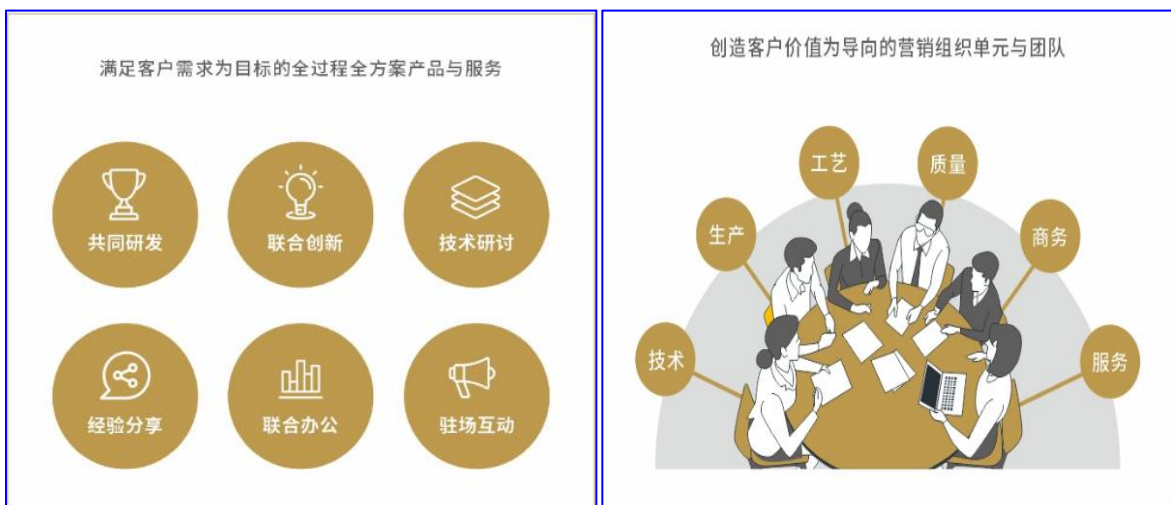 满足客户需求为目标的全过程全方案产品与服务
共同研发
联合创新
技术研讨
经验分享
联合办公
驻场互动
创造客户价值为导向的营销组织单元与团队
工艺
质量
生产
商务
技术
服务